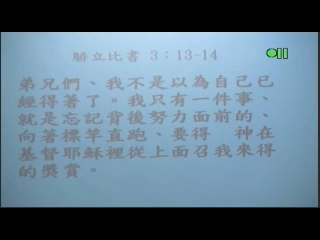 腓立比書 3：13-14
弟兄們、我不是以為自己已
經得著了。我只有一件事、
就是忘記背後努力面前的、
向著標竿直跑、要得　神在
基督耶穌裡從上面召我來得
的獎賞。